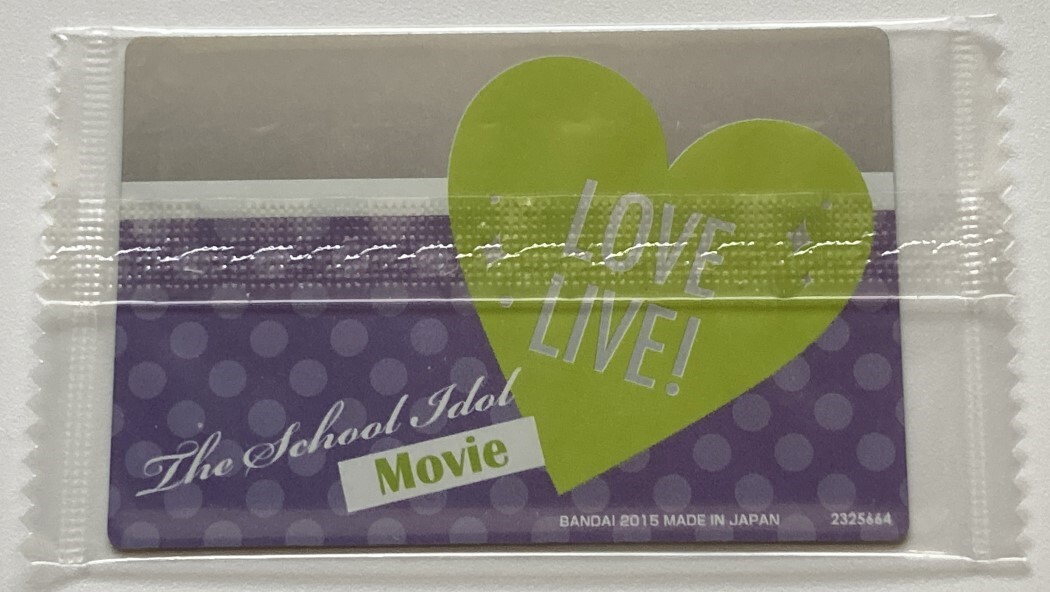 LOVE
LIVE!
The School Idol
Movie
BANDAI 2015 MADE IN JAPAN 2325664